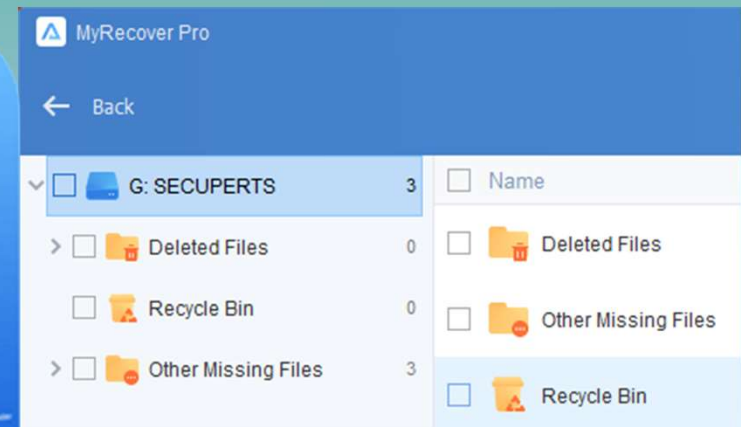 MyRecover Pro
Back
G: SECUPERTS 3
Deleted Files 0
Recycle Bin 0
Other Missing Files 3
Name
Deleted Files
Other Missing Files
Recycle Bin